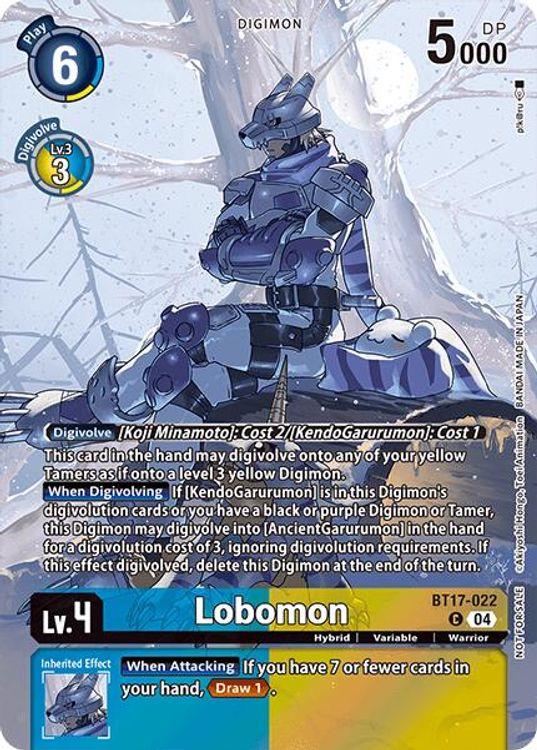 DIGIMON
Play
6
5000
DP
Digivolve
Lv.3
3
p!k@ru
©Akiyoshi Hongo, Toei Animation BANDAI MADE IN JAPAN
NOT FOR SALE
Digivolve [Koji Minamoto]: Cost 2/[KendoGarurumon]: Cost 1
This card in the hand may digivolve onto any of your yellow
Tamers as if onto a level 3 yellow Digimon.
When Digivolving If [KendoGarurumon] is in this Digimon's
digivolution cards or you have a black or purple Digimon or Tamer,
this Digimon may digivolve into [AncientGarurumon] in the hand
for a digivolution cost of 3, ignoring digivolution requirements. If
this effect digivolved, delete this Digimon at the end of the turn.
Lv.4
Lobomon
BT17-022
C 04
Hybrid | Variable | Warrior
Inherited Effect
When Attacking If you have 7 or fewer cards in
your hand, Draw 1 .